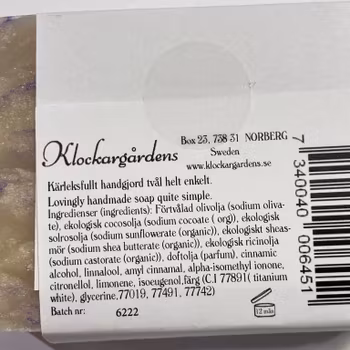 Klockargårdens
Box 23, 738 31 NORBERG
Sweden
www.klockargardens.se
Kärleksfullt handgjord tvål helt enkelt.
Lovingly handmade soap quite simple.
Ingredienser (ingredients): Förtvålad olivolja (sodium oliva-
te), ekologisk cocosolja (sodium cocoate ( org)), ekologisk
solrosolja (sodium sunflowerate (organic)), ekologiskt sheas-
mör (sodium shea butterate (organic)), ekologisk ricinolja
(sodium castorate (organic)), doftolja (parfum), cinnamic
alcohol, linnalool, amyl cinnamal, alpha-isomethyl ionone,
citronellol, limonene, isoeugenol,färg (C.I 77891( titanium
white), glycerine,77019, 77491, 77742)
Batch nr: 6222
12 mån
7 340040 006451